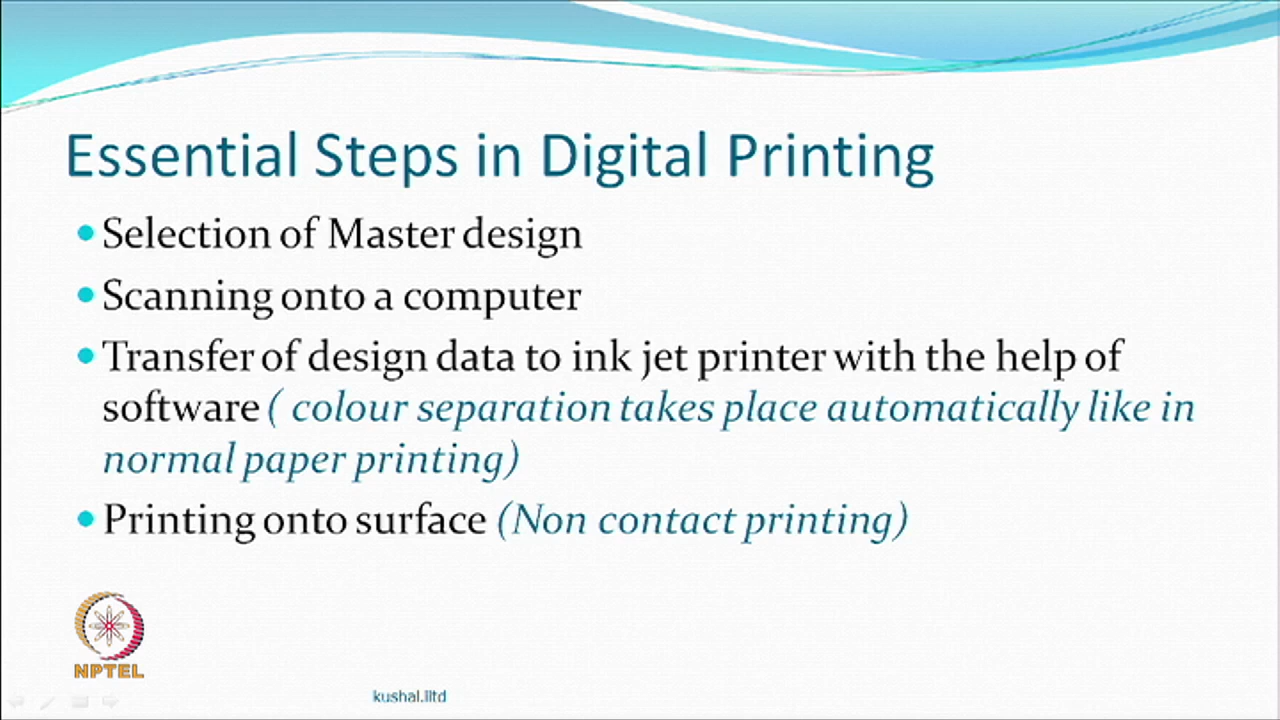 Essential Steps in Digital Printing
Selection of Master design
Scanning onto a computer
Transfer of design data to ink jet printer with the help of
software ( colour separation takes place automatically like in
normal paper printing)
Printing onto surface (Non contact printing)
NPTEL
kushal.iitd